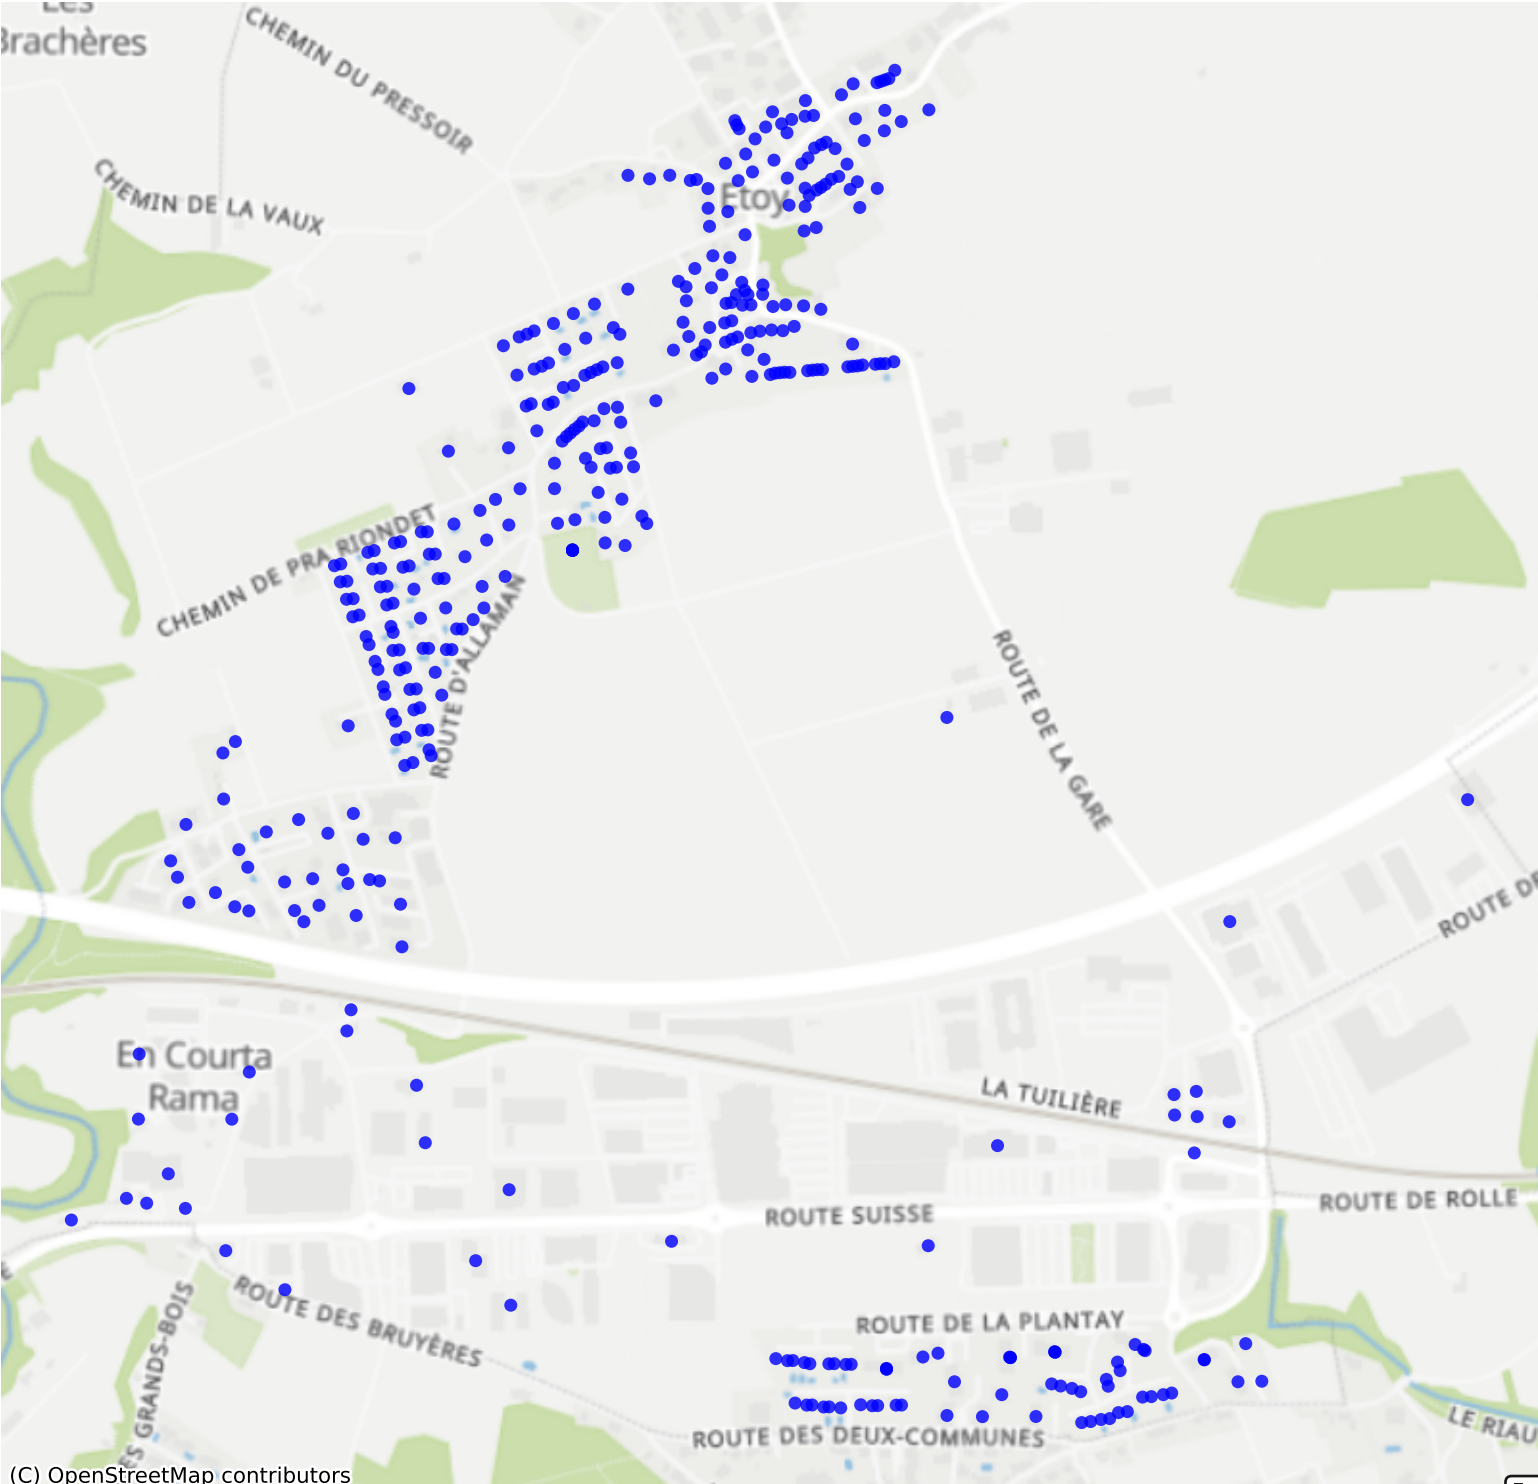 Les
Brachères
CHEMIN DU PRESSOIR
CHEMIN DE LA VAUX
Etoy
CHEMIN DE PRA RIONDET
ROUTE D'ALLAMAN
ROUTE DE LA GARE
ROUTE DE
En Courta
Rama
LA TUILIÈRE
ROUTE SUISSE
ROUTE DE ROLLE
ROUTE DES BRUYÈRES
ES GRANDS-BOIS
ROUTE DE LA PLANTAY
ROUTE DES DEUX-COMMUNES
LE RIAU
(C) OpenStreetMap contributors